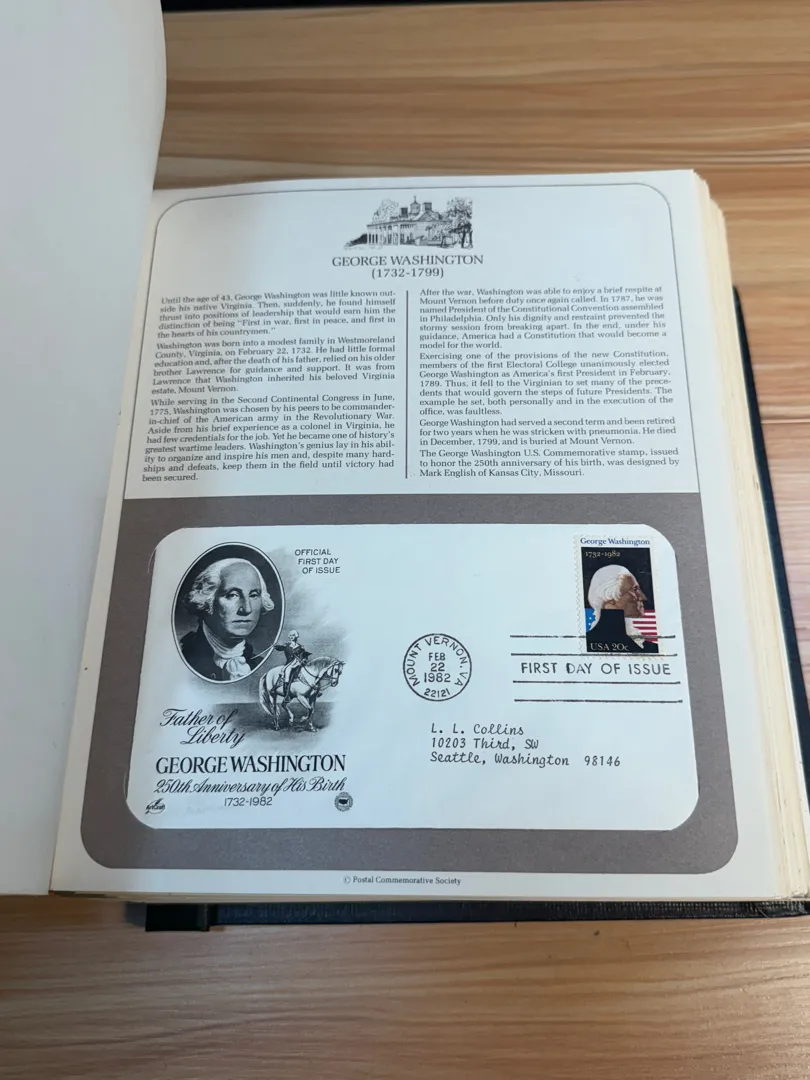 GEORGE WASHINGTON
(1732-1799)
Until the age of 43, George Washington was little known out-
side his native Virginia. Then, suddenly, he found himself
thrust into positions of leadership that would earn him the
distinction of being "First in war, first in peace, and first in
the hearts of his countrymen."
Washington was born into a modest family in Westmoreland
County, Virginia, on February 22, 1732. He had little formal
education and, after the death of his father, relied on his older
brother Lawrence for guidance and support. It was from
Lawrence that Washington inherited his beloved Virginia
estate, Mount Vernon.
While serving in the Second Continental Congress in June,
1775, Washington was chosen by his peers to be commander-
in-chief of the American army in the Revolutionary War.
Aside from his brief experience as a colonel in Virginia, he
had few credentials for the job. Yet he became one of history's
greatest wartime leaders. Washington's genius lay in his abil-
ity to organize and inspire his men and, despite many hard-
ships and defeats, keep them in the field until victory had
been secured.
After the war, Washington was able to enjoy a brief respite at
Mount Vernon before duty once again called. In 1787, he was
named President of the Constitutional Convention assembled
in Philadelphia. Only his dignity and restraint prevented the
stormy session from breaking apart. In the end, under his
guidance, America had a Constitution that would become a
model for the world.
Exercising one of the provisions of the new Constitution,
members of the first Electoral College unanimously elected
George Washington as America's first President in February,
1789. Thus, it fell to the Virginian to set many of the prece-
dents that would govern the steps of future Presidents. The
example he set, both personally and in the execution of the
office, was faultless.
George Washington had served a second term and been retired
for two years when he was stricken with pneumonia. He died
in December, 1799, and is buried at Mount Vernon.
The George Washington U.S. Commemorative stamp, issued
to honor the 250th anniversary of his birth, was designed by
Mark English of Kansas City, Missouri.
OFFICIAL
FIRST DAY
OF ISSUE
George Washington
1732-1982
USA 20c
MOUNT VERNON, VA
FEB
22
1982
22121
FIRST DAY OF ISSUE
L. L. Collins
10203 Third, SW
Seattle, Washington 98146
Father of
Liberty
GEORGE WASHINGTON
250th Anniversary of His Birth
1732-1982
© Postal Commemorative Society